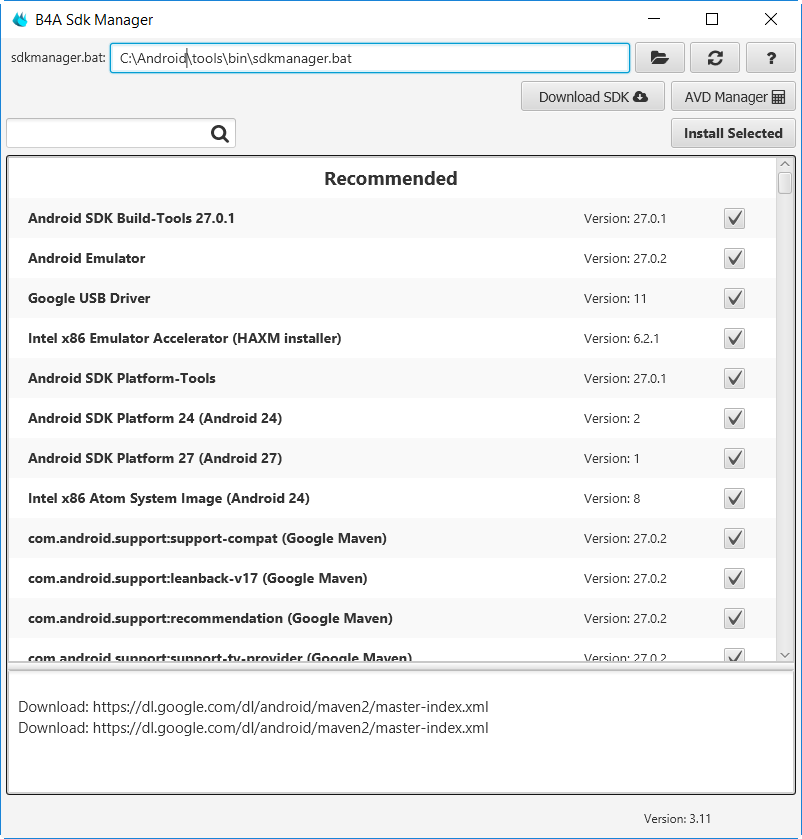 B4A Sdk Manager
sdkmanager.bat: C:\Android\tools\bin\sdkmanager.bat ?
Download SDK AVD Manager
Install Selected
Recommended
Android SDK Build-Tools 27.0.1 Version: 27.0.1
Android Emulator Version: 27.0.2
Google USB Driver Version: 11
Intel x86 Emulator Accelerator (HAXM installer) Version: 6.2.1
Android SDK Platform-Tools Version: 27.0.1
Android SDK Platform 24 (Android 24) Version: 2
Android SDK Platform 27 (Android 27) Version: 1
Intel x86 Atom System Image (Android 24) Version: 8
com.android.support:support-compat (Google Maven) Version: 27.0.2
com.android.support:leanback-v17 (Google Maven) Version: 27.0.2
com.android.support:recommendation (Google Maven) Version: 27.0.2
com.android.support:support-tv-provider (Google Maven) Version: 27.0.2
Download: https://dl.google.com/dl/android/maven2/master-index.xml
Download: https://dl.google.com/dl/android/maven2/master-index.xml
Version: 3.11